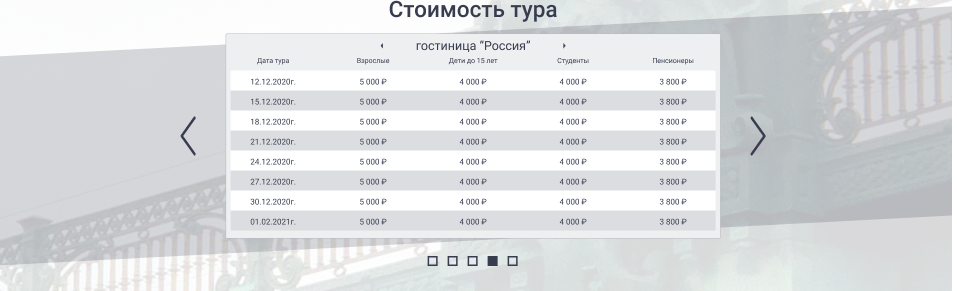 Стоимость тура
гостиница “Россия”
Дата тура Взрослые Дети до 15 лет Студенты Пенсионеры
12.12.2020г. 5 000 ₽ 4 000 ₽ 4 000 ₽ 3 800 ₽
15.12.2020г. 5 000 ₽ 4 000 ₽ 4 000 ₽ 3 800 ₽
18.12.2020г. 5 000 ₽ 4 000 ₽ 4 000 ₽ 3 800 ₽
21.12.2020г. 5 000 ₽ 4 000 ₽ 4 000 ₽ 3 800 ₽
24.12.2020г. 5 000 ₽ 4 000 ₽ 4 000 ₽ 3 800 ₽
27.12.2020г. 5 000 ₽ 4 000 ₽ 4 000 ₽ 3 800 ₽
30.12.2020г. 5 000 ₽ 4 000 ₽ 4 000 ₽ 3 800 ₽
01.02.2021г. 5 000 ₽ 4 000 ₽ 4 000 ₽ 3 800 ₽